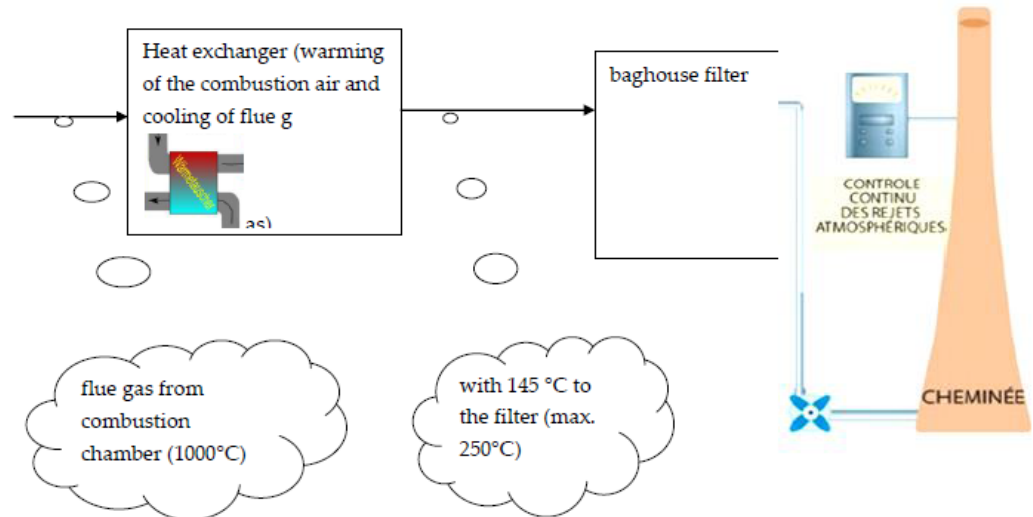 Heat exchanger (warming
of the combustion air and
cooling of flue g
Wärmetauscher
as)
baghouse filter
CONTROLE
CONTINU
DES REJETS
ATMOSPHÉRIQUES
CHEMINÉE
flue gas from
combustion
chamber (1000°C)
with 145 °C to
the filter (max.
250°C)